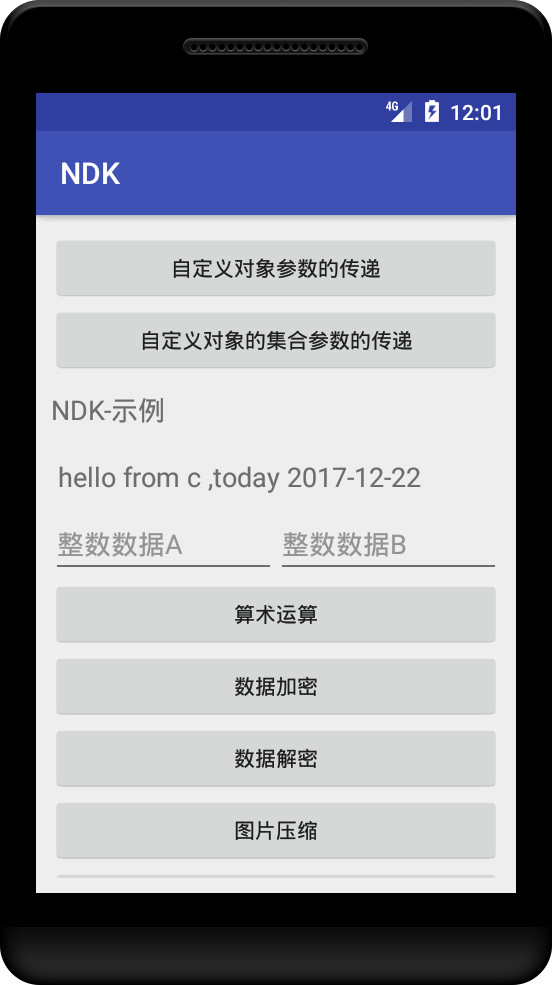 4G 12:01
NDK
自定义对象参数的传递
自定义对象的集合参数的传递
NDK-示例
hello from c ,today 2017-12-22
整数数据A 整数数据B
算术运算
数据加密
数据解密
图片压缩